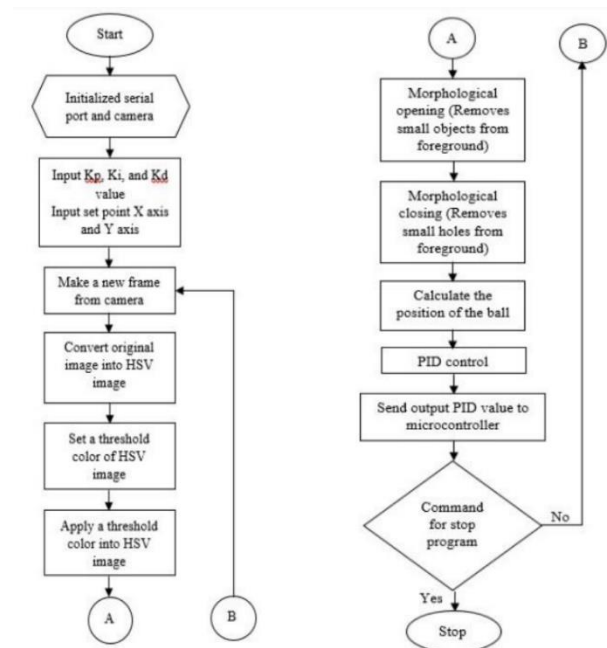 Start
Initialized serial
port and camera
Input Kp, Ki, and Kd
value
Input set point X axis
and Y axis
Make a new frame
from camera
Convert original
image into HSV
image
Set a threshold
color of HSV
image
Apply a threshold
color into HSV
image
A
B
A
B
Morphological
opening (Removes
small objects from
foreground)
Morphological
closing (Removes
small holes from
foreground)
Calculate the
position of the ball
PID control
Send output PID value to
microcontroller
Command
for stop
program
No
Yes
Stop